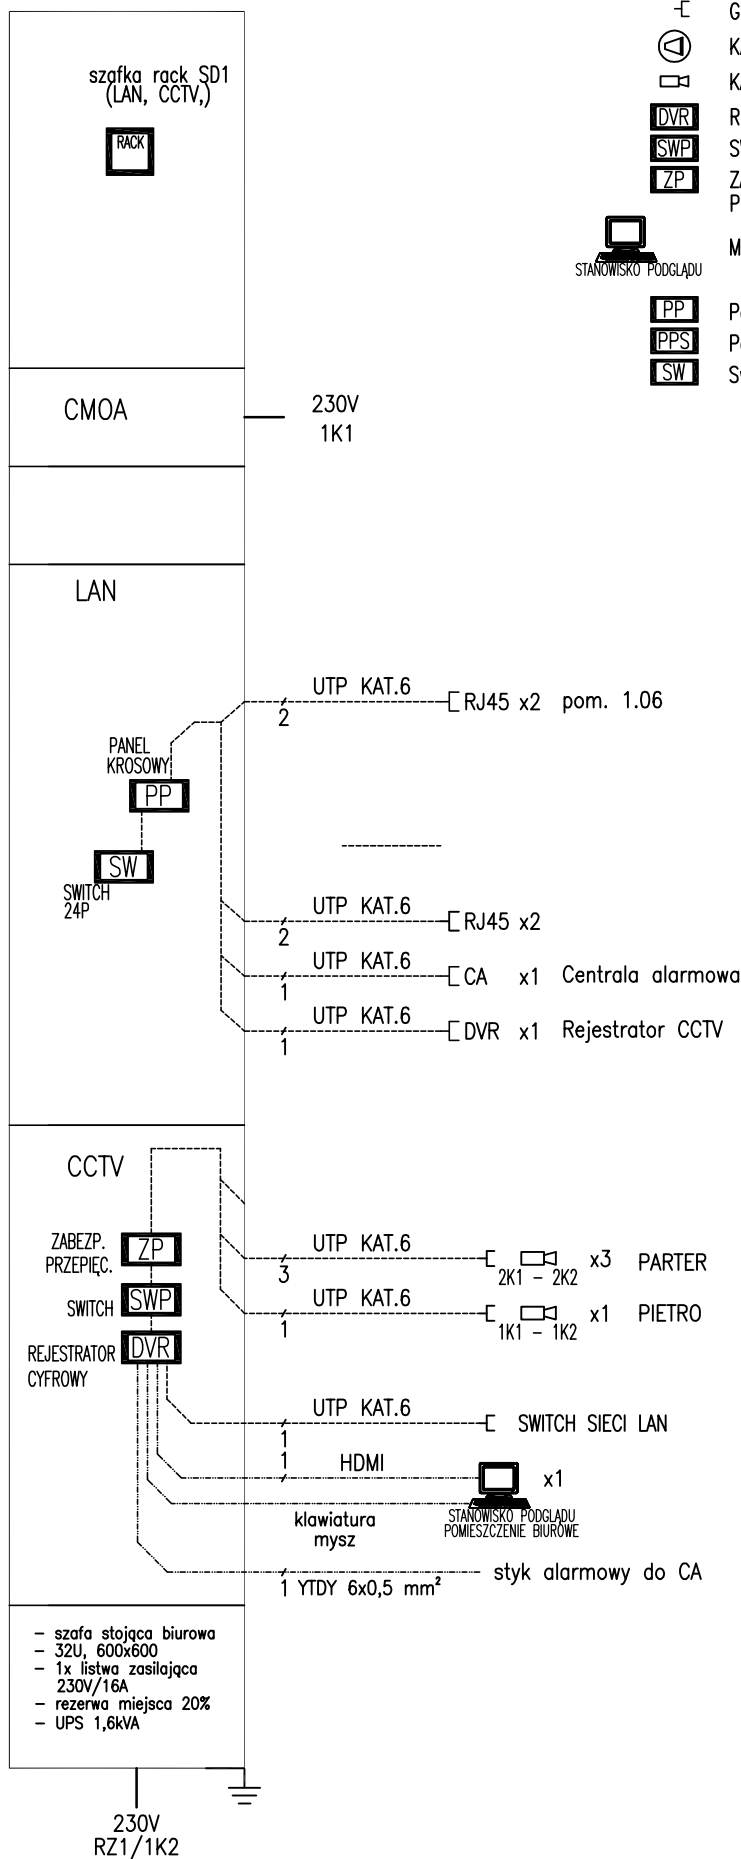 szafka rack SD1
(LAN, CCTV,)
RACK
G
DVR R
SWP
ZP
P
M
STANOWISKO PODGLĄDU
PP
PPS
SW
CMOA
230V
1K1
LAN
UTP KAT.6
2
RJ45 x2 pom. 1.06
PANEL
KROSOWY
PP
SW
SWITCH
24P
UTP KAT.6
2
RJ45 x2
UTP KAT.6
1
CA x1 Centrala alarmowa
UTP KAT.6
1
DVR x1 Rejestrator CCTV
CCTV
ZABEZP.
PRZEPIĘC.
ZP
UTP KAT.6
3
x3 PARTER
2K1 – 2K2
SWITCH
SWP
UTP KAT.6
1
x1 PIETRO
1K1 – 1K2
REJESTRATOR
CYFROWY
DVR
UTP KAT.6
1
SWITCH SIECI LAN
1
HDMI
x1
klawiatura
mysz
STANOWISKO PODGLĄDU
POMIESZCZENIE BIUROWE
1 YTDY 6x0,5 mm²
styk alarmowy do CA
– szafa stojąca biurowa
– 32U, 600x600
– 1x listwa zasilająca
230V/16A
– rezerwa miejsca 20%
– UPS 1,6kVA
230V
RZ1/1K2